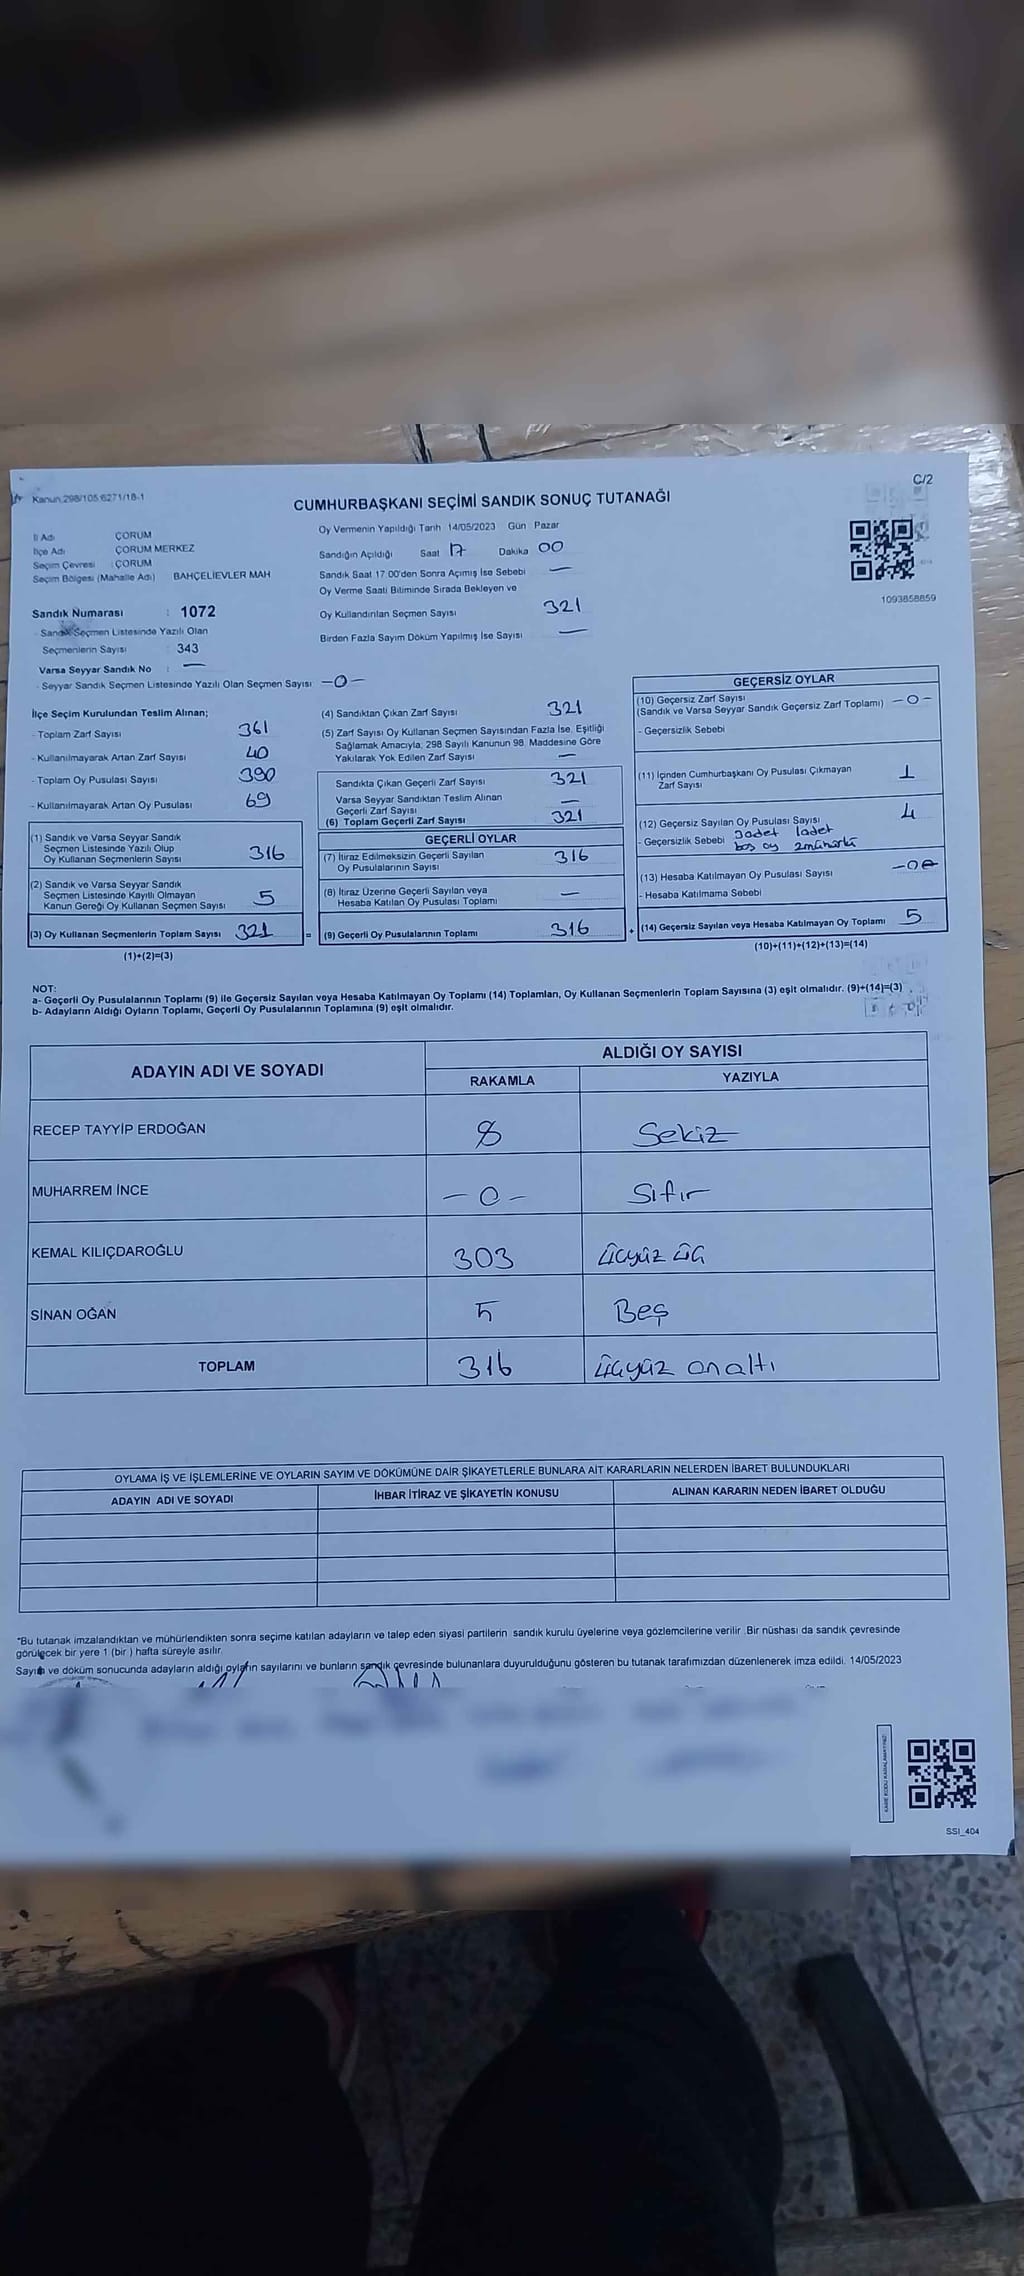 Kanun:298/105 6271/18-1
C/2
CUMHURBAŞKANI SEÇİMİ SANDIK SONUÇ TUTANAĞI
İl Adı ÇORUM
İlçe Adı ÇORUM MERKEZ
Seçim Çevresi : ÇORUM
Seçim Bölgesi (Mahalle Adı) BAHÇELİEVLER MAH
Sandık Numarası : 1072
- Sandık Seçmen Listesinde Yazılı Olan
Seçmenlerin Sayısı : 343
Varsa Seyyar Sandık No : —
- Seyyar Sandık Seçmen Listesinde Yazılı Olan Seçmen Sayısı -0-
Oy Vermenin Yapıldığı Tarih 14/05/2023 Gün Pazar
Sandığın Açıldığı Saat 17 Dakika 00
Sandık Saat 17:00'den Sonra Açımış İse Sebebi —
Oy Verme Saati Bitiminde Sırada Bekleyen ve
Oy Kullandırılan Seçmen Sayısı 321
Birden Fazla Sayım Döküm Yapılmış İse Sayısı —
1093858859
İlçe Seçim Kurulundan Teslim Alınan;
- Toplam Zarf Sayısı 361
- Kullanılmayarak Artan Zarf Sayısı 40
- Toplam Oy Pusulası Sayısı 390
- Kullanılmayarak Artan Oy Pusulası 69
(1) Sandık ve Varsa Seyyar Sandık
Seçmen Listesinde Yazılı Olup
Oy Kullanan Seçmenlerin Sayısı 316
(2) Sandık ve Varsa Seyyar Sandık
Seçmen Listesinde Kayıtlı Olmayan
Kanun Gereği Oy Kullanan Seçmen Sayısı 5
(3) Oy Kullanan Seçmenlerin Toplam Sayısı 321 =
(1)+(2)=(3)
(4) Sandıktan Çıkan Zarf Sayısı 321
(5) Zarf Sayısı Oy Kullanan Seçmen Sayısından Fazla İse, Eşitliği
Sağlamak Amacıyla, 298 Sayılı Kanunun 98. Maddesine Göre
Yakılarak Yok Edilen Zarf Sayısı —
Sandıkta Çıkan Geçerli Zarf Sayısı 321
Varsa Seyyar Sandıktan Teslim Alınan
Geçerli Zarf Sayısı —
(6) Toplam Geçerli Zarf Sayısı 321
GEÇERLİ OYLAR
(7) İtiraz Edilmeksizin Geçerli Sayılan
Oy Pusulalarının Sayısı 316
(8) İtiraz Üzerine Geçerli Sayılan veya
Hesaba Katılan Oy Pusulası Toplamı —
(9) Geçerli Oy Pusulalarının Toplamı 316 +
GEÇERSİZ OYLAR
(10) Geçersiz Zarf Sayısı
(Sandık ve Varsa Seyyar Sandık Geçersiz Zarf Toplamı) -0-
- Geçersizlik Sebebi
(11) İçinden Cumhurbaşkanı Oy Pusulası Çıkmayan
Zarf Sayısı 1
(12) Geçersiz Sayılan Oy Pusulası Sayısı 4
- Geçersizlik Sebebi 3adet 1adet
boş oy 2mühürlü
(13) Hesaba Katılmayan Oy Pusulası Sayısı -0
- Hesaba Katılmama Sebebi
(14) Geçersiz Sayılan veya Hesaba Katılmayan Oy Toplamı 5
(10)+(11)+(12)+(13)=(14)
NOT:
a- Geçerli Oy Pusulalarının Toplamı (9) ile Geçersiz Sayılan veya Hesaba Katılmayan Oy Toplamı (14) Toplamları, Oy Kullanan Seçmenlerin Toplam Sayısına (3) eşit olmalıdır. (9)+(14)=(3)
b- Adayların Aldığı Oyların Toplamı, Geçerli Oy Pusulalarının Toplamına (9) eşit olmalıdır.
ADAYIN ADI VE SOYADI
ALDIĞI OY SAYISI
RAKAMLA YAZIYLA
RECEP TAYYİP ERDOĞAN 8 Sekiz
MUHARREM İNCE -0- Sıfır
KEMAL KILIÇDAROĞLU 303 üçyüz üç
SİNAN OĞAN 5 Beş
TOPLAM 316 üçyüz onaltı
OYLAMA İŞ VE İŞLEMLERİNE VE OYLARIN SAYIM VE DÖKÜMÜNE DAİR ŞİKAYETLERLE BUNLARA AİT KARARLARIN NELERDEN İBARET BULUNDUKLARI
ADAYIN ADI VE SOYADI İHBAR İTİRAZ VE ŞİKAYETİN KONUSU ALINAN KARARIN NEDEN İBARET OLDUĞU
*Bu tutanak imzalandıktan ve mühürlendikten sonra seçime katılan adayların ve talep eden siyasi partilerin sandık kurulu üyelerine veya gözlemcilerine verilir. Bir nüshası da sandık çevresinde
görülecek bir yere 1 (bir ) hafta süreyle asılır.
Sayım ve döküm sonucunda adayların aldığı oyların sayılarını ve bunların sandık çevresinde bulunanlara duyurulduğunu gösteren bu tutanak tarafımızdan düzenlenerek imza edildi. 14/05/2023
KARE KODU KARALAMAYINIZ!
SSI_404